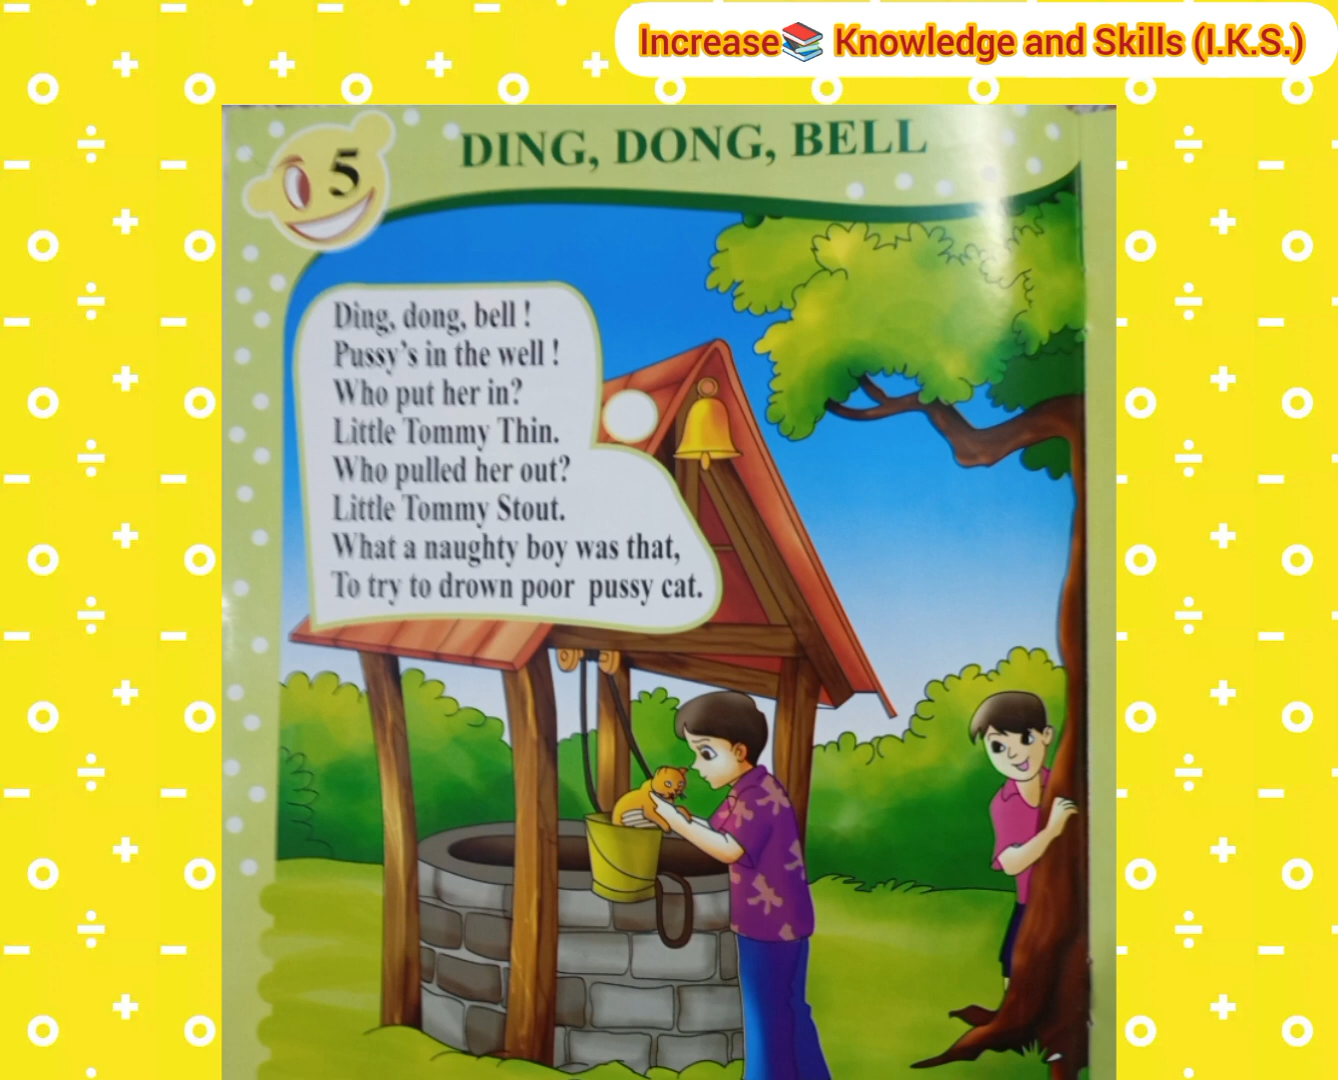 Increase📚 Knowledge and Skills (I.K.S.)
5
DING, DONG, BELL
Ding, dong, bell !
Pussy's in the well !
Who put her in?
Little Tommy Thin.
Who pulled her out?
Little Tommy Stout.
What a naughty boy was that,
To try to drown poor pussy cat.